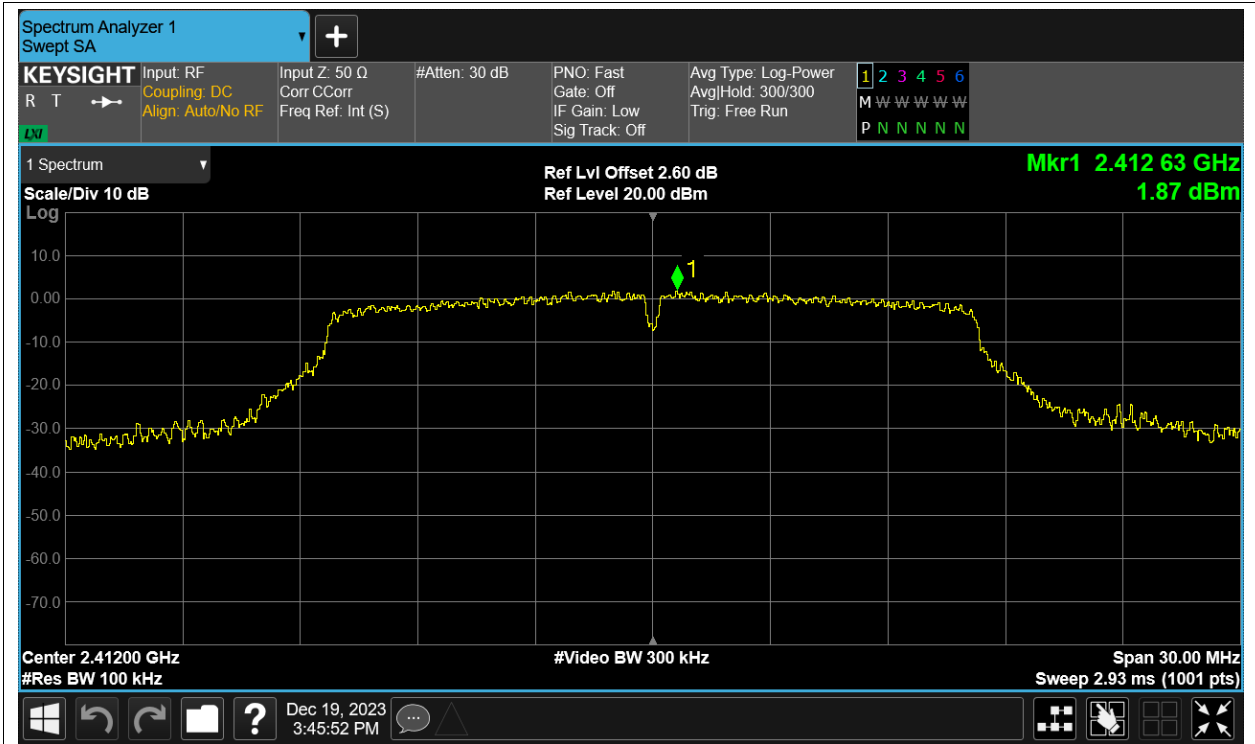 Spectrum Analyzer 1
Swept SA
KEYSIGHT
R T
LXI
Input: RF
Coupling: DC
Align: Auto/No RF
Input Z: 50 Ω
Corr CCorr
Freq Ref: Int (S)
#Atten: 30 dB
PNO: Fast
Gate: Off
IF Gain: Low
Sig Track: Off
Avg Type: Log-Power
Avg|Hold: 300/300
Trig: Free Run
1 2 3 4 5 6
M W W W W W
P N N N N N
1 Spectrum
Scale/Div 10 dB
Log
Ref Lvl Offset 2.60 dB
Ref Level 20.00 dBm
Mkr1 2.412 63 GHz
1.87 dBm
1
10.0
0.00
-10.0
-20.0
-30.0
-40.0
-50.0
-60.0
-70.0
Center 2.41200 GHz
#Res BW 100 kHz
#Video BW 300 kHz
Span 30.00 MHz
Sweep 2.93 ms (1001 pts)
?
Dec 19, 2023
3:45:52 PM